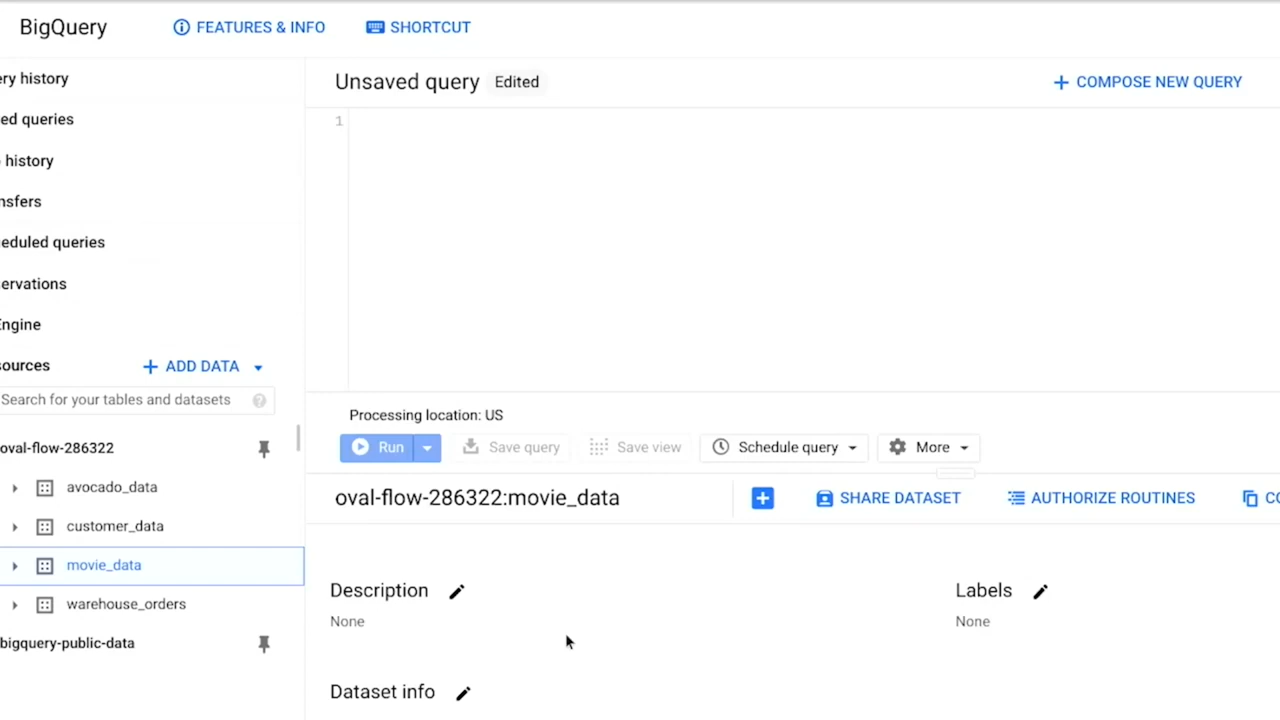 BigQuery FEATURES & INFO SHORTCUT
ery history
ed queries
history
nsfers
eduled queries
ervations
Engine
sources + ADD DATA
Search for your tables and datasets
oval-flow-286322
avocado_data
customer_data
movie_data
warehouse_orders
bigquery-public-data
Unsaved query Edited + COMPOSE NEW QUERY
1
Processing location: US
Run Save query Save view Schedule query More
oval-flow-286322:movie_data SHARE DATASET AUTHORIZE ROUTINES CO
Description Labels
None None
Dataset info